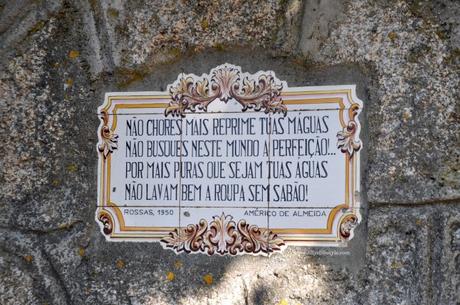 NÃO CHORES MAIS REPRIME TUAS MÁGUAS
NÃO BUSQUES NESTE MUNDO A PERFEIÇÃO!..
POR MAIS PURAS QUE SEJAM TUAS ÁGUAS
NÃO LAVAM BEM A ROUPA SEM SABÃO!
ROSSAS, 1950 AMÉRICO DE ALMEIDA